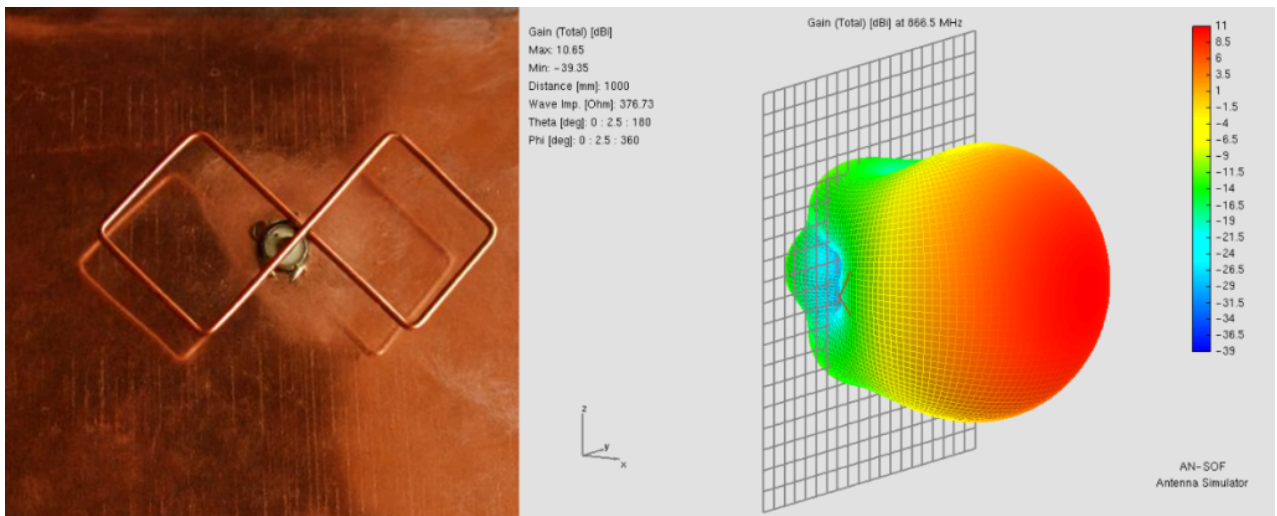 Gain (Total) [dBi]
Max: 10.65
Min: -39.35
Distance [mm]: 1000
Wave Imp. [Ohm]: 376.73
Theta [deg]: 0 : 2.5 : 180
Phi [deg]: 0 : 2.5 : 360
Gain (Total) [dBi] at 866.5 MHz
11
8.5
6
3.5
1
-1.5
-4
-6.5
-9
-11.5
-14
-16.5
-19
-21.5
-24
-26.5
-29
-31.5
-34
-36.5
-39
z
y
x
AN-SOF
Antenna Simulator